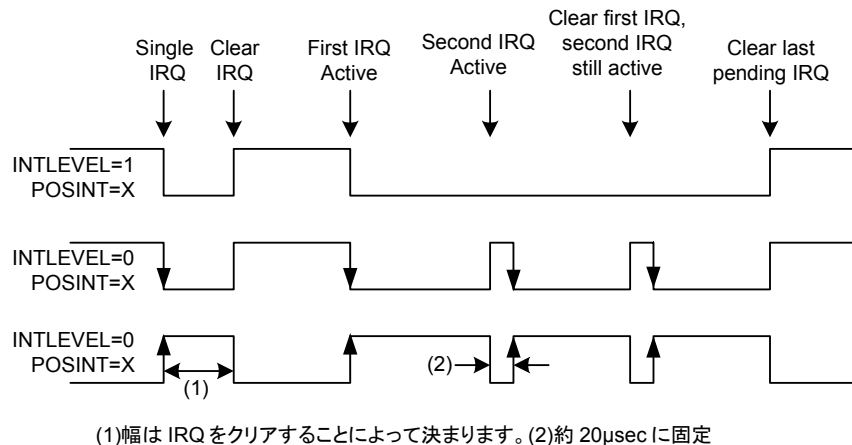 Single
IRQ
Clear
IRQ
First IRQ
Active
Second IRQ
Active
Clear first IRQ,
second IRQ
still active
Clear last
pending IRQ
INTLEVEL=1
POSINT=X
INTLEVEL=0
POSINT=X
INTLEVEL=0
POSINT=X
(1)
(2)
(1)幅は IRQ をクリアすることによって決まります。(2)約 20μsec に固定